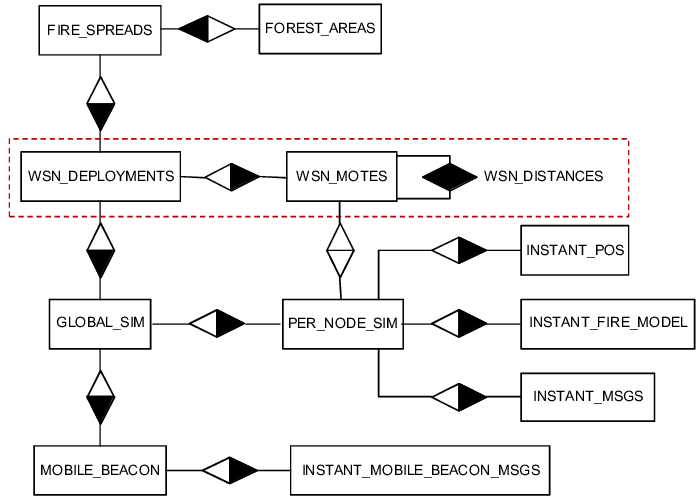 FIRE_SPREADS
FOREST_AREAS
WSN_DEPLOYMENTS
WSN_MOTES
WSN_DISTANCES
INSTANT_POS
GLOBAL_SIM
PER_NODE_SIM
INSTANT_FIRE_MODEL
INSTANT_MSGS
MOBILE_BEACON
INSTANT_MOBILE_BEACON_MSGS